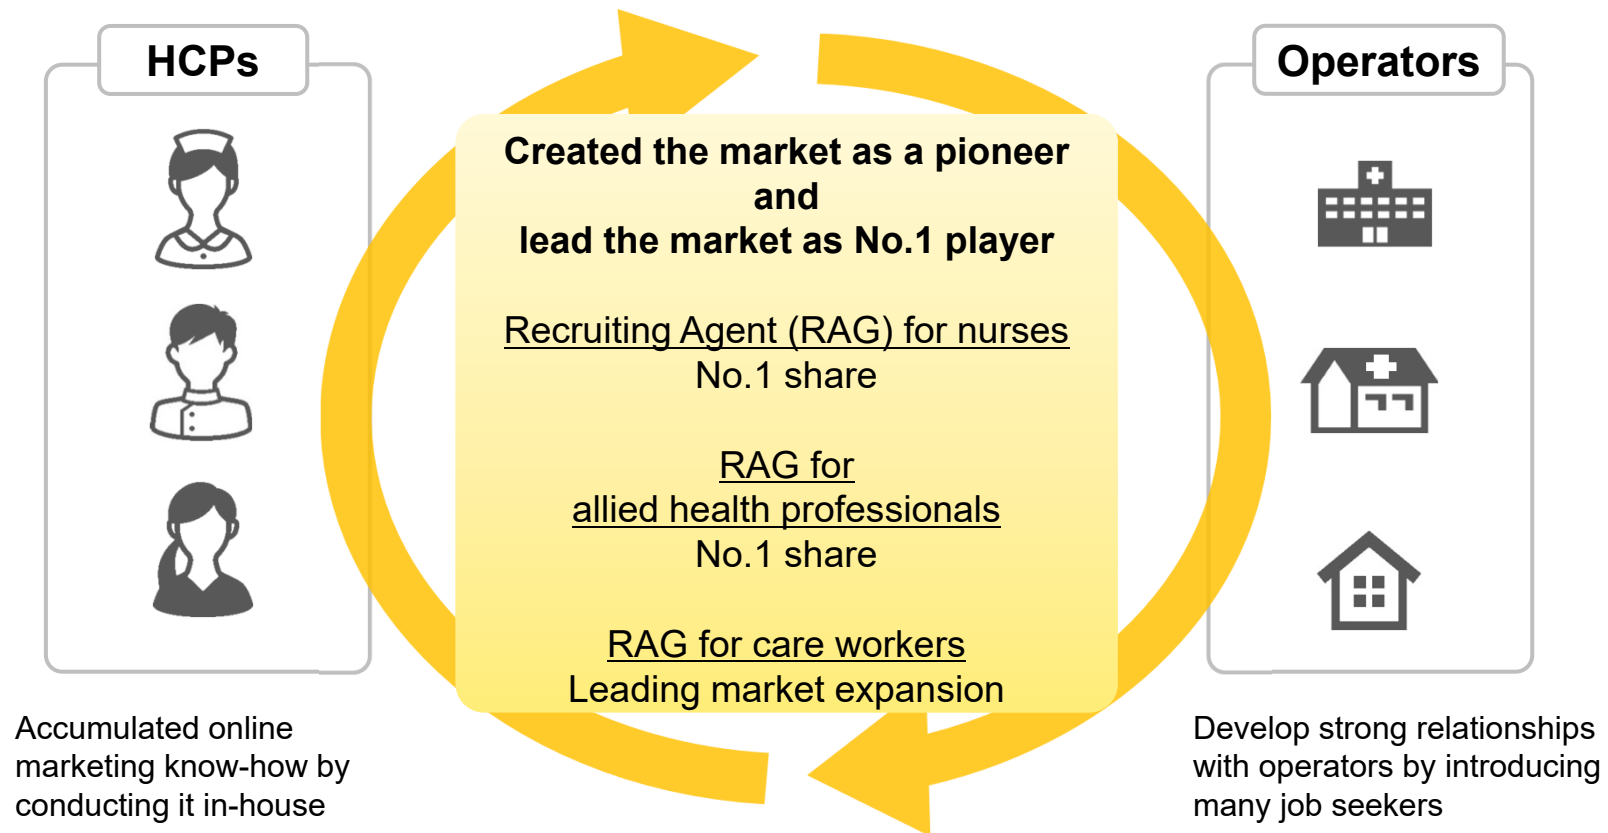 HCPs
Accumulated online
marketing know-how by
conducting it in-house
Created the market as a pioneer
and
lead the market as No.1 player
Recruiting Agent (RAG) for nurses
No.1 share
RAG for
allied health professionals
No.1 share
RAG for care workers
Leading market expansion
Operators
Develop strong relationships
with operators by introducing
many job seekers